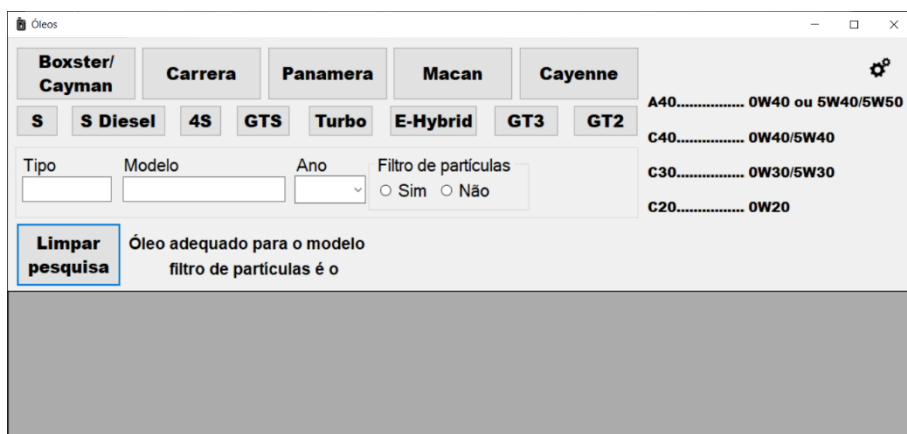 Óleos
Boxster/
Cayman
Carrera
Panamera
Macan
Cayenne
S
S Diesel
4S
GTS
Turbo
E-Hybrid
GT3
GT2
A40................ 0W40 ou 5W40/5W50
C40................ 0W40/5W40
C30................ 0W30/5W30
C20................ 0W20
Tipo
Modelo
Ano
Filtro de partículas
Sim
Não
Limpar
pesquisa
Óleo adequado para o modelo
filtro de partículas é o